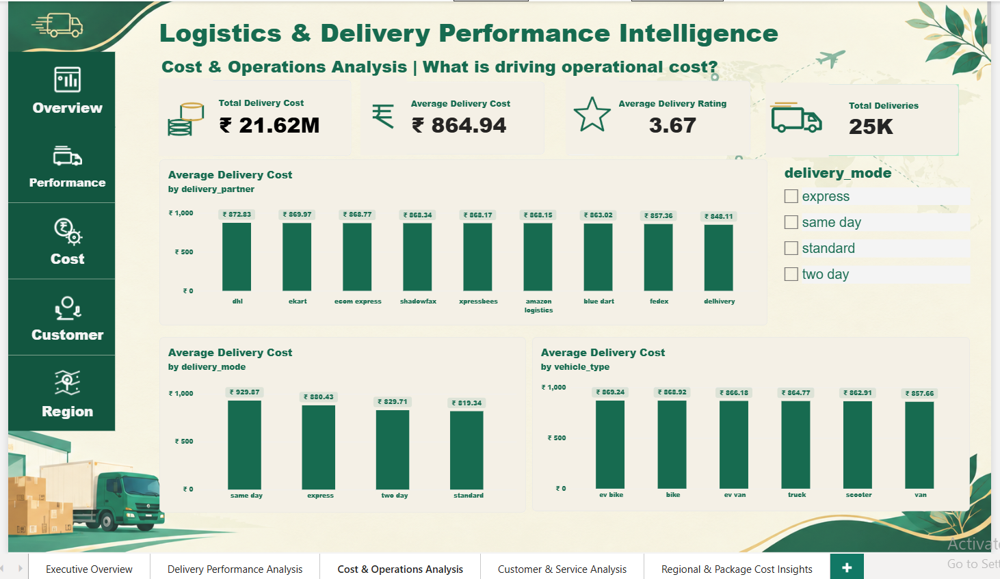 Logistics & Delivery Performance Intelligence
Cost & Operations Analysis | What is driving operational cost?
Overview
Performance
Cost
Customer
Region
Total Delivery Cost
₹ 21.62M
Average Delivery Cost
₹ 864.94
Average Delivery Rating
3.67
Total Deliveries
25K
Average Delivery Cost
by delivery_partner
₹ 1,000
₹ 500
₹ 0
₹ 872.83
₹ 869.97
₹ 868.77
₹ 868.34
₹ 868.17
₹ 868.15
₹ 863.02
₹ 857.36
₹ 848.11
dhl
ekart
ecom express
shadowfax
xpressbees
amazon
logistics
blue dart
fedex
delhivery
delivery_mode
express
same day
standard
two day
Average Delivery Cost
by delivery_mode
₹ 1,000
₹ 500
₹ 0
₹ 929.87
₹ 880.43
₹ 829.71
₹ 819.34
same day
express
two day
standard
Average Delivery Cost
by vehicle_type
₹ 1,000
₹ 500
₹ 0
₹ 869.24
₹ 868.92
₹ 866.18
₹ 864.77
₹ 862.91
₹ 857.66
ev bike
bike
ev van
truck
scooter
van
Activate
Go to Sett
Executive Overview
Delivery Performance Analysis
Cost & Operations Analysis
Customer & Service Analysis
Regional & Package Cost Insights
+